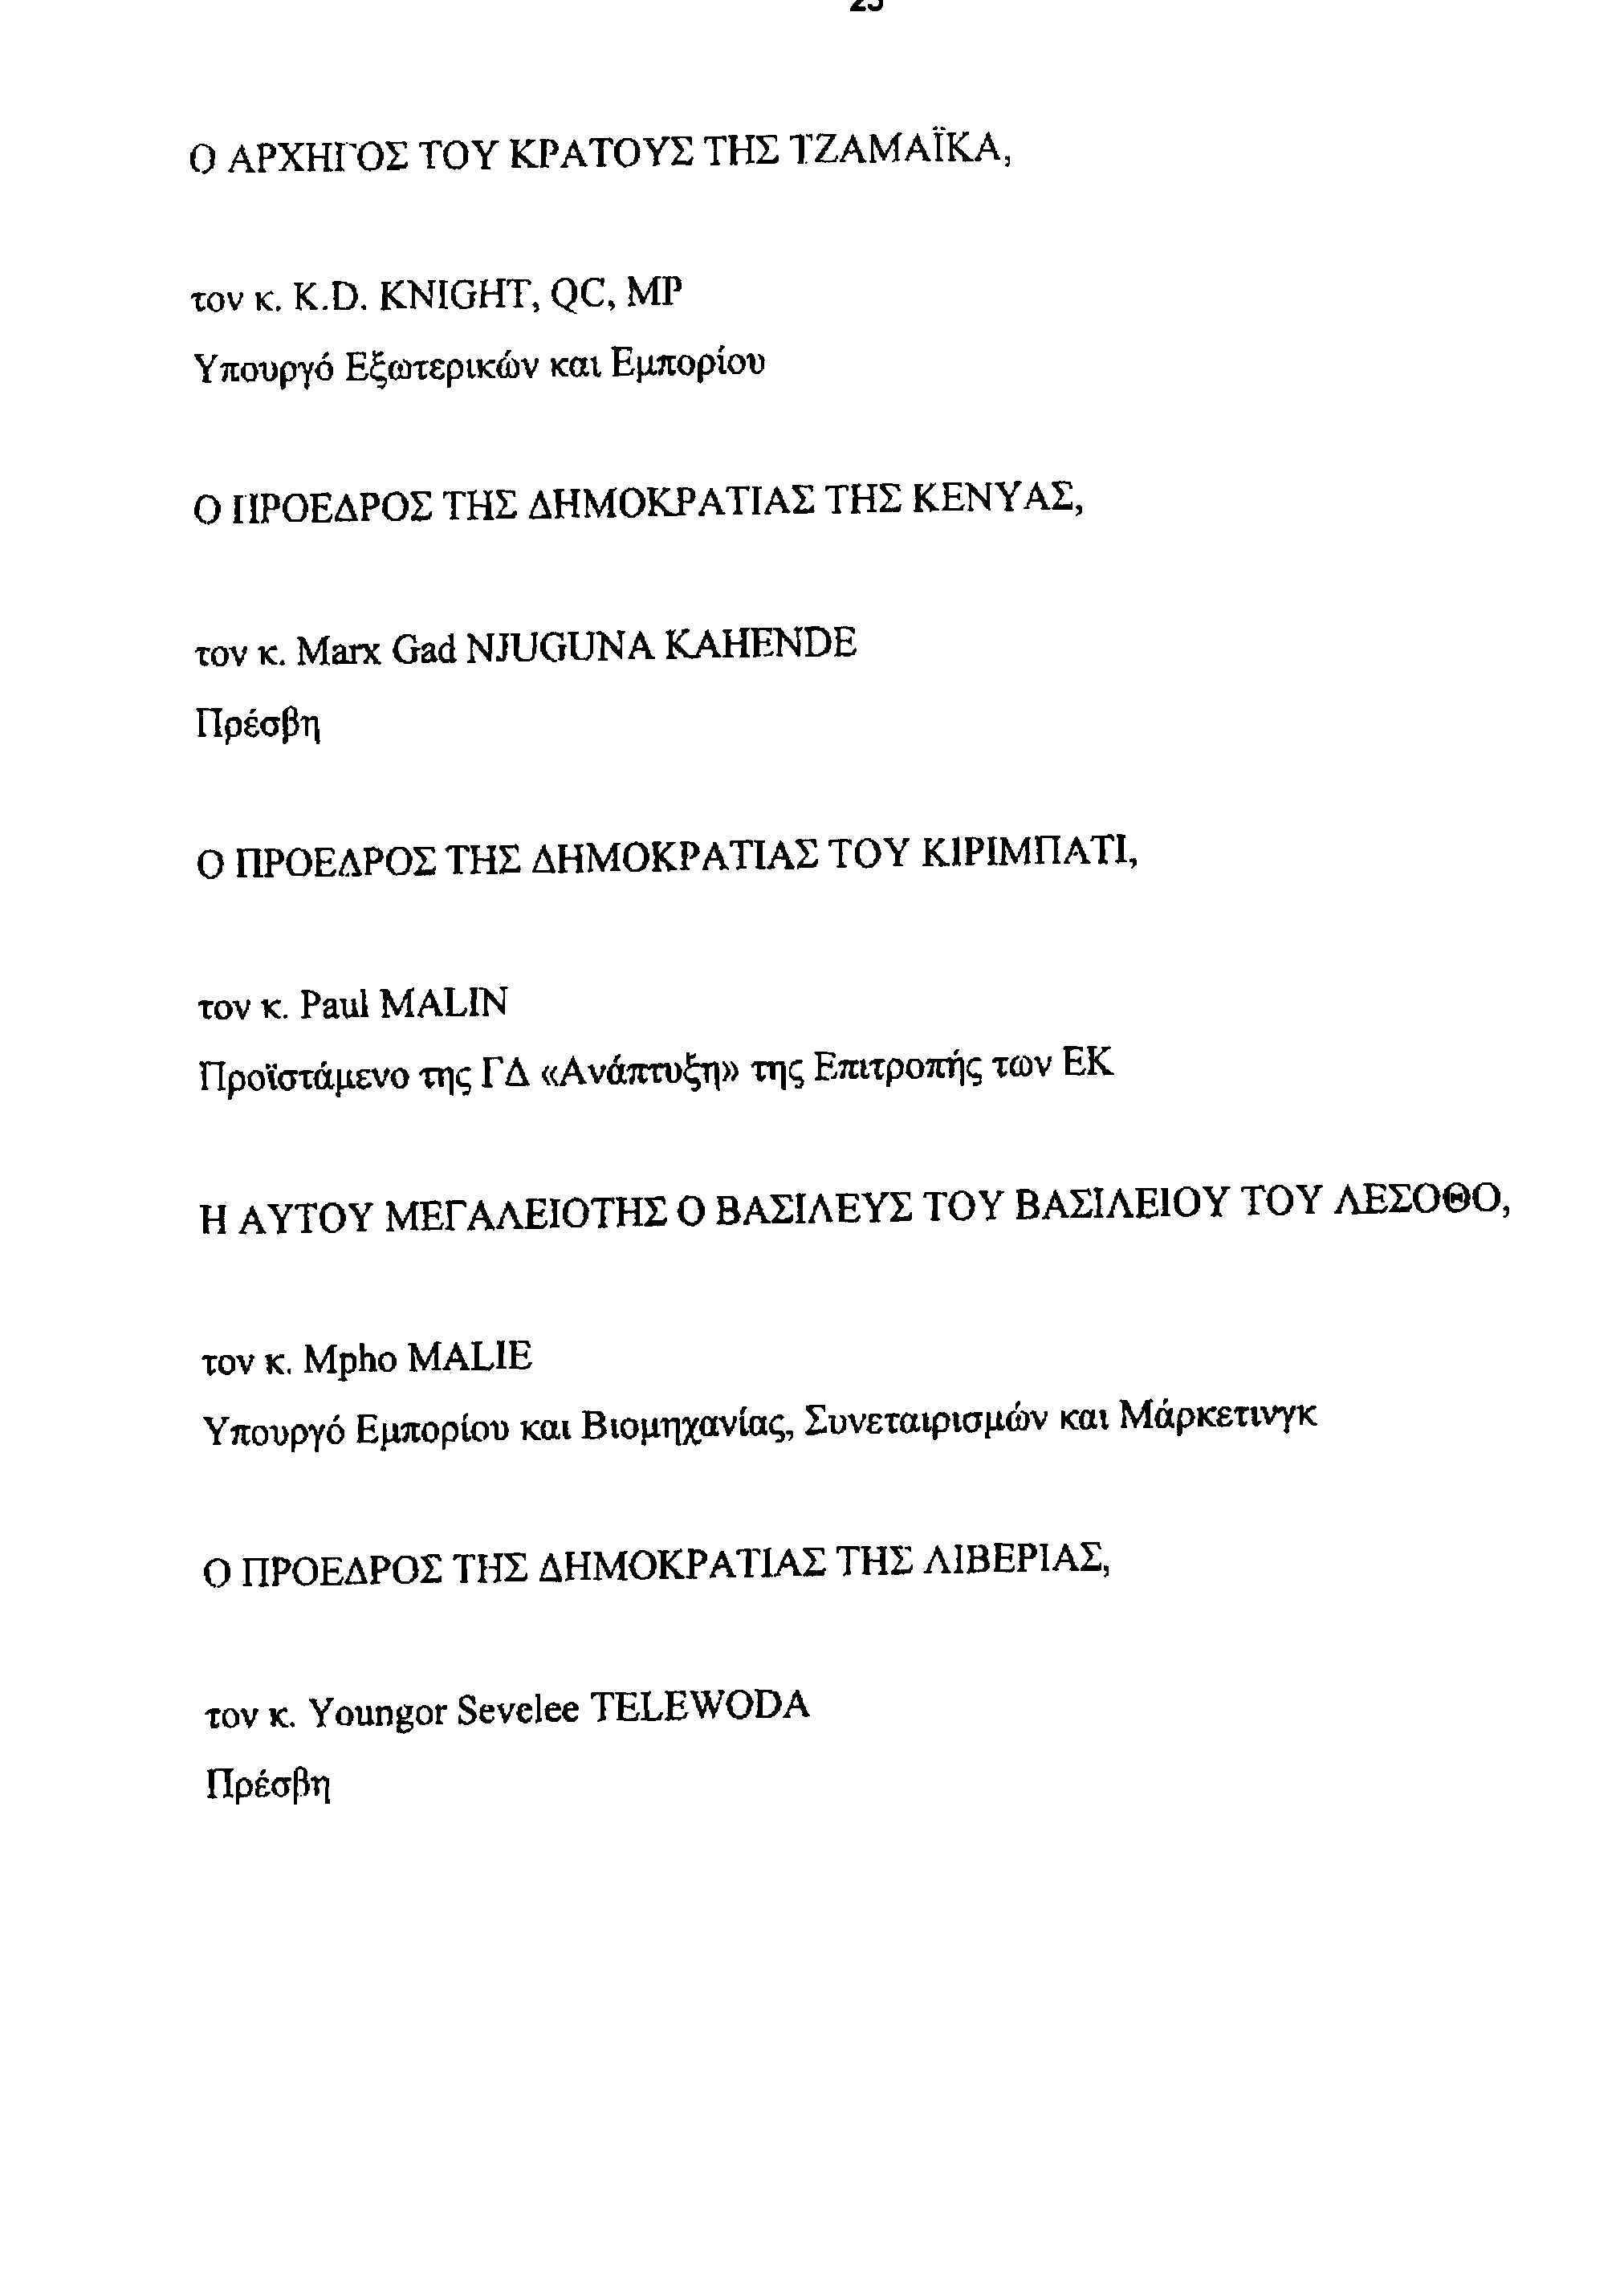 Ο ΑΡΧΗΓΟΣ ΤΟΥ ΚΡΑΤΟΥΣ ΤΗΣ ΤΖΑΜΑΪΚΑ,
τον κ. K.D. KNIGHT, QC, MP
Υπουργό Εξωτερικών και Εμπορίου
Ο ΠΡΟΕΔΡΟΣ ΤΗΣ ΔΗΜΟΚΡΑΤΙΑΣ ΤΗΣ ΚΕΝΥΑΣ,
τον κ. Marx Gad NJUGUNA KAHENDE
Πρέσβη
Ο ΠΡΟΕΔΡΟΣ ΤΗΣ ΔΗΜΟΚΡΑΤΙΑΣ ΤΟΥ ΚΙΡΙΜΠΑΤΙ,
τον κ. Paul MALIN
Προϊστάμενο της ΓΔ «Ανάπτυξη» της Επιτροπής των ΕΚ
Η ΑΥΤΟΥ ΜΕΓΑΛΕΙΟΤΗΣ Ο ΒΑΣΙΛΕΥΣ ΤΟΥ ΒΑΣΙΛΕΙΟΥ ΤΟΥ ΛΕΣΟΘΟ,
τον κ. Mpho MALIE
Υπουργό Εμπορίου και Βιομηχανίας, Συνεταιρισμών και Μάρκετινγκ
Ο ΠΡΟΕΔΡΟΣ ΤΗΣ ΔΗΜΟΚΡΑΤΙΑΣ ΤΗΣ ΛΙΒΕΡΙΑΣ,
τον κ. Youngor Sevelee TELEWODA
Πρέσβη